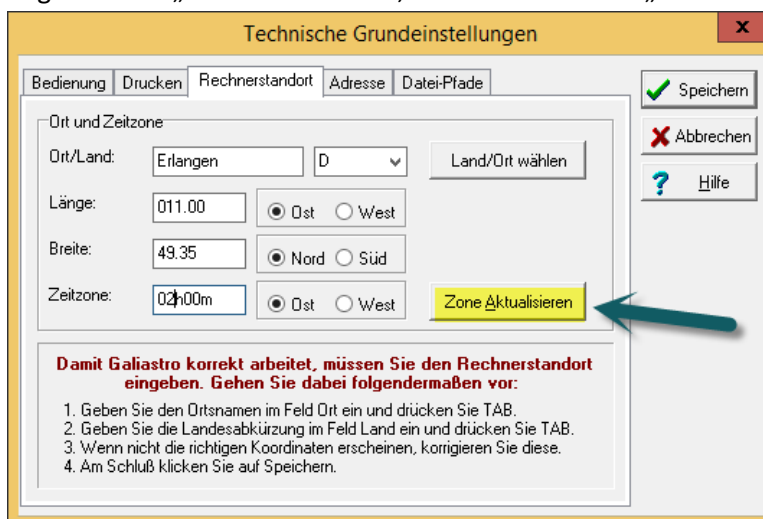 Technische Grundeinstellungen
x
Bedienung Drucken Rechnerstandort Adresse Datei-Pfade
Speichern
Abbrechen
Hilfe
Ort und Zeitzone
Ort/Land: Erlangen D Land/Ort wählen
Länge: 011.00 Ost West
Breite: 49.35 Nord Süd
Zeitzone: 02h00m Ost West Zone Aktualisieren
Damit Galiastro korrekt arbeitet, müssen Sie den Rechnerstandort
eingeben. Gehen Sie dabei folgendermaßen vor:
1. Geben Sie den Ortsnamen im Feld Ort ein und drücken Sie TAB.
2. Geben Sie die Landesabkürzung im Feld Land ein und drücken Sie TAB.
3. Wenn nicht die richtigen Koordinaten erscheinen, korrigieren Sie diese.
4. Am Schluß klicken Sie auf Speichern.